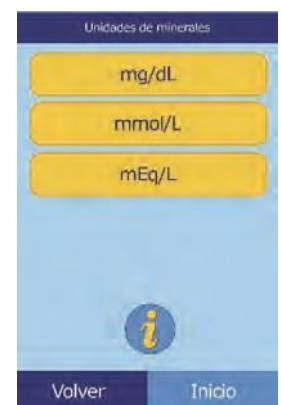 Unidades de minerales
mg/dL
mmol/L
mEq/L
i
Volver Inicio